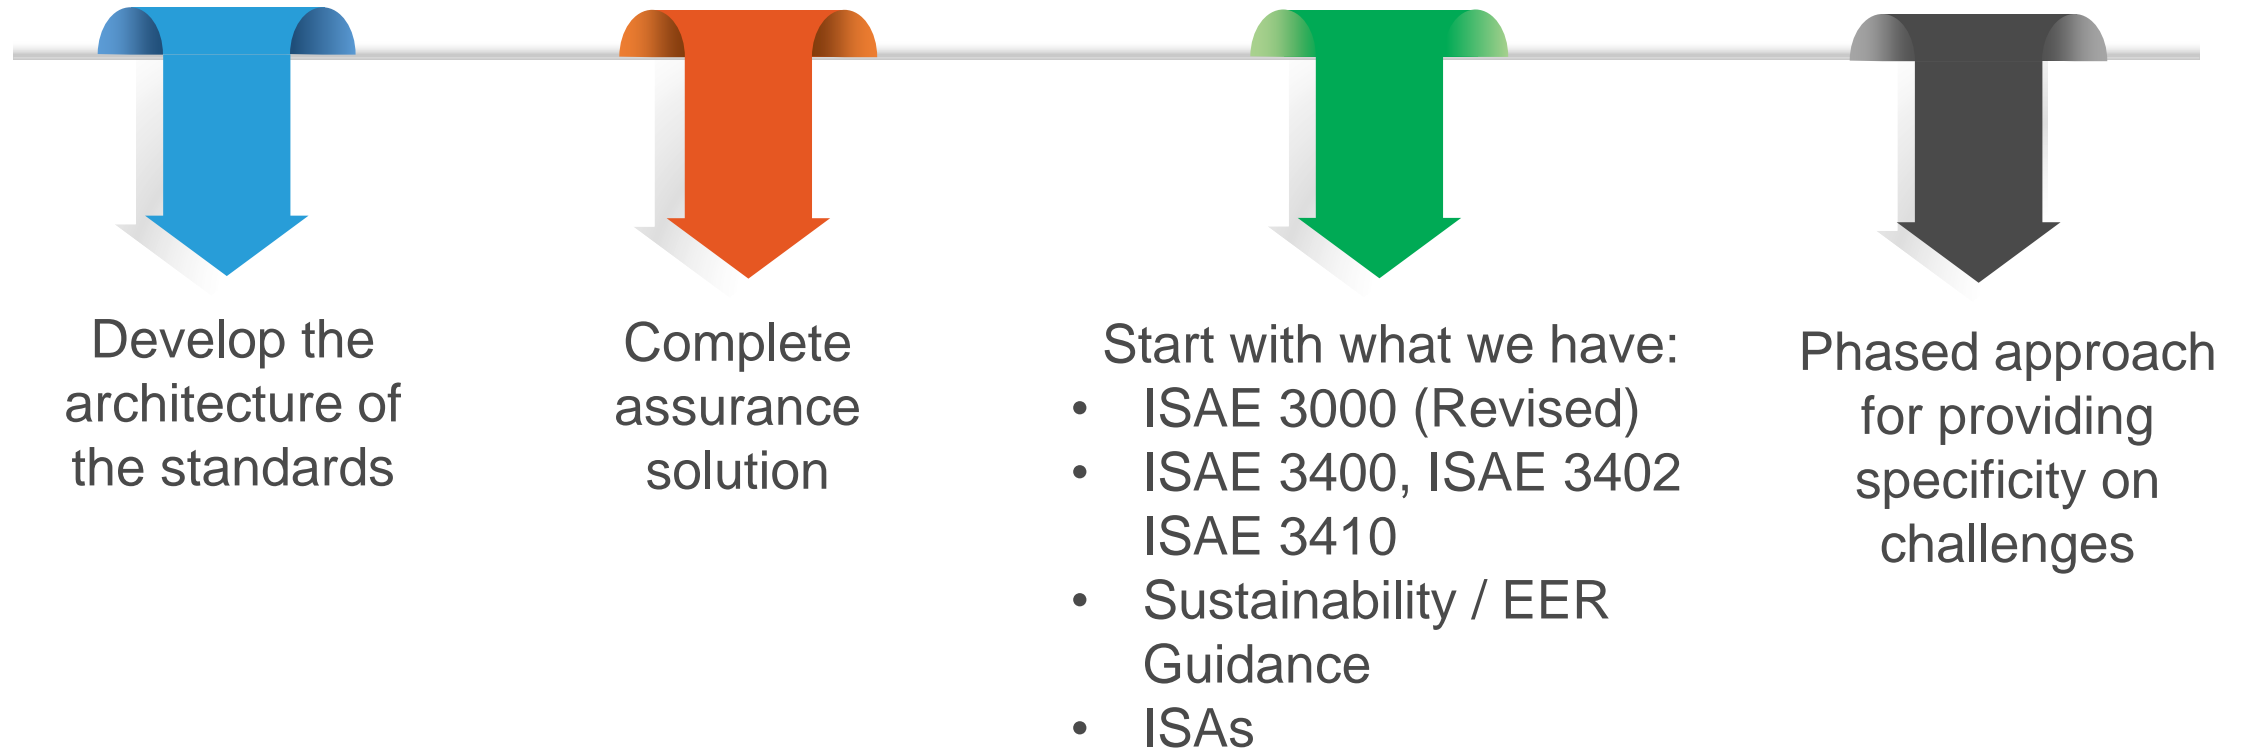 Develop the
architecture of
the standards
Complete
assurance
solution
Start with what we have:
• ISAE 3000 (Revised)
• ISAE 3400, ISAE 3402
ISAE 3410
• Sustainability / EER
Guidance
• ISAs
Phased approach
for providing
specificity on
challenges